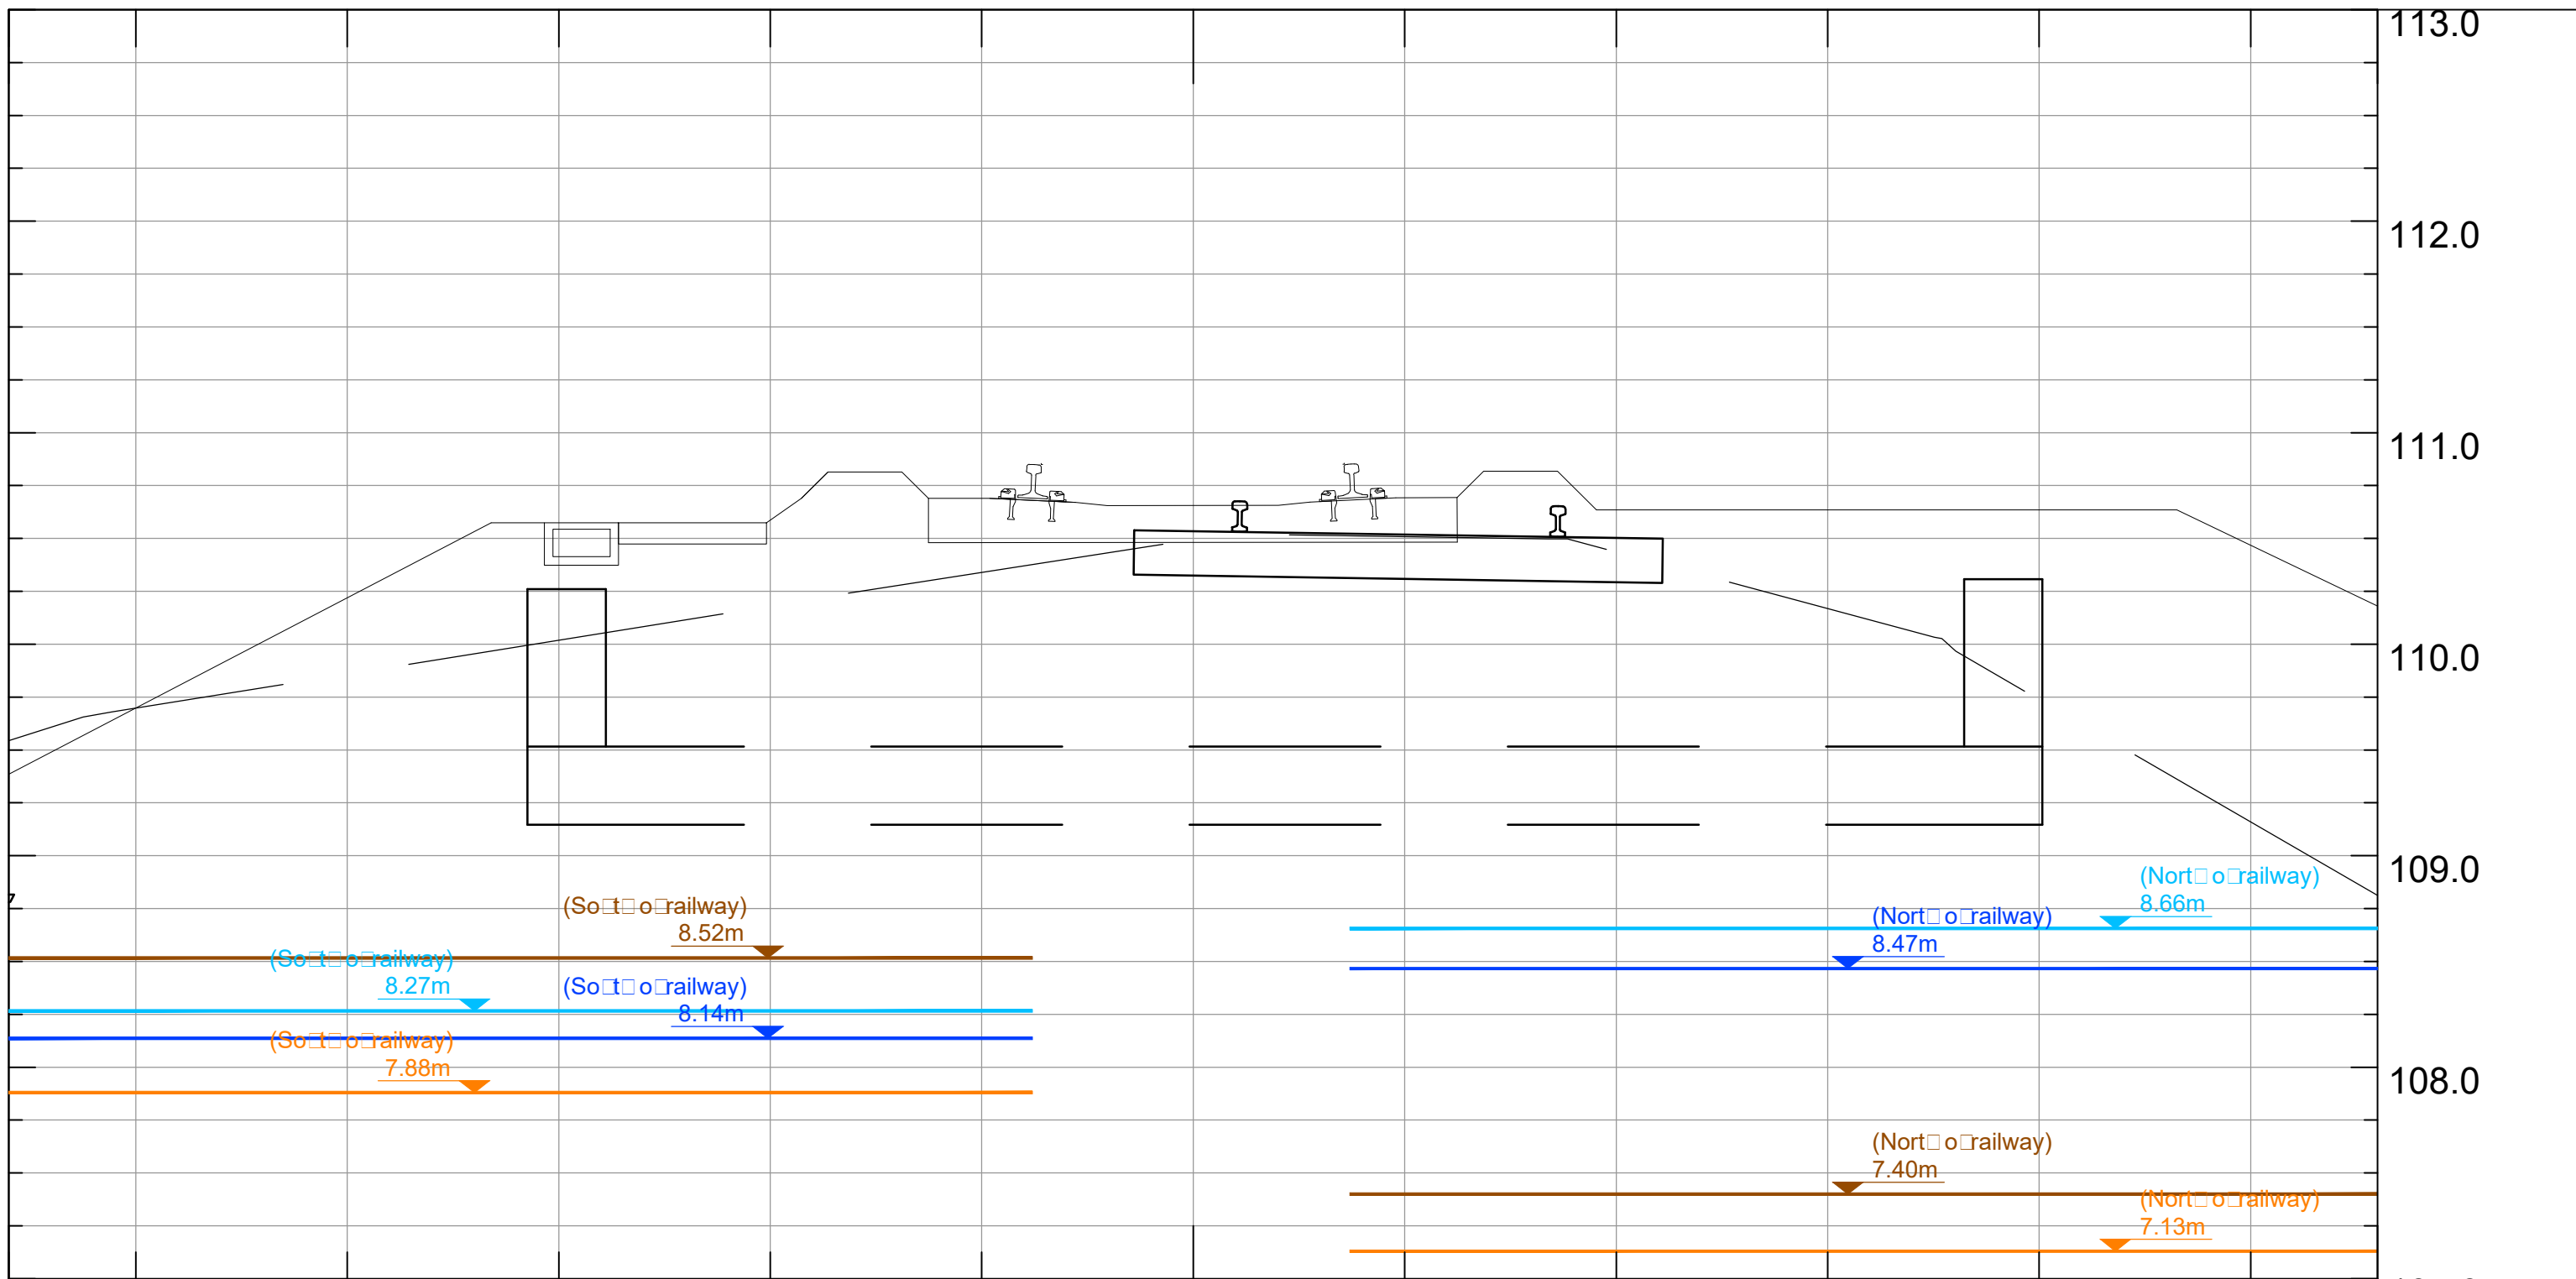 113.0
112.0
111.0
110.0
109.0
(Nort□ o□railway)
8.66m
(So□t□ o□railway)
8.52m
(Nort□ o□railway)
8.47m
(So□t□ o□railway)
8.27m
(So□t□ o□railway)
8.14m
(So□t□ o□railway)
7.88m
108.0
(Nort□ o□railway)
7.40m
(Nort□ o□railway)
7.13m